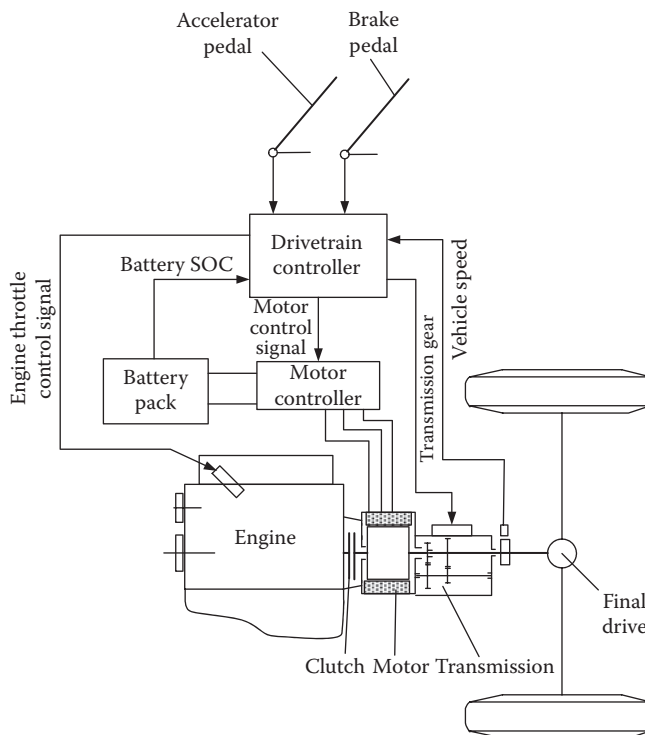 Accelerator
pedal
Brake
pedal
Drivetrain
controller
Battery SOC
Motor
control
signal
Engine throttle
control signal
Vehicle speed
Transmission gear
Battery
pack
Motor
controller
Engine
Final
drive
Clutch Motor Transmission